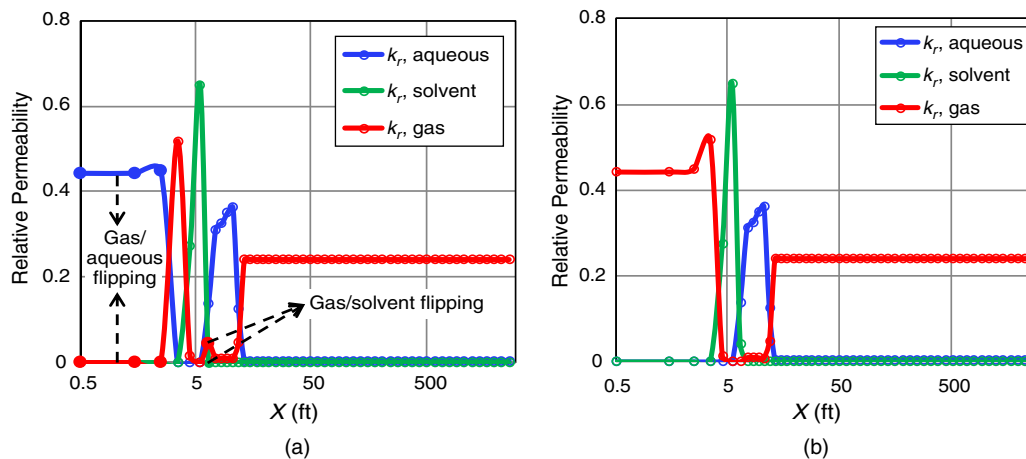 0.8
0.6
0.4
0.2
0
Relative Permeability
kr, aqueous
kr, solvent
kr, gas
Gas/
aqueous
flipping
Gas/solvent flipping
0.5
5
50
500
X (ft)
(a)
0.8
0.6
0.4
0.2
0
Relative Permeability
kr, aqueous
kr, solvent
kr, gas
0.5
5
50
500
X (ft)
(b)